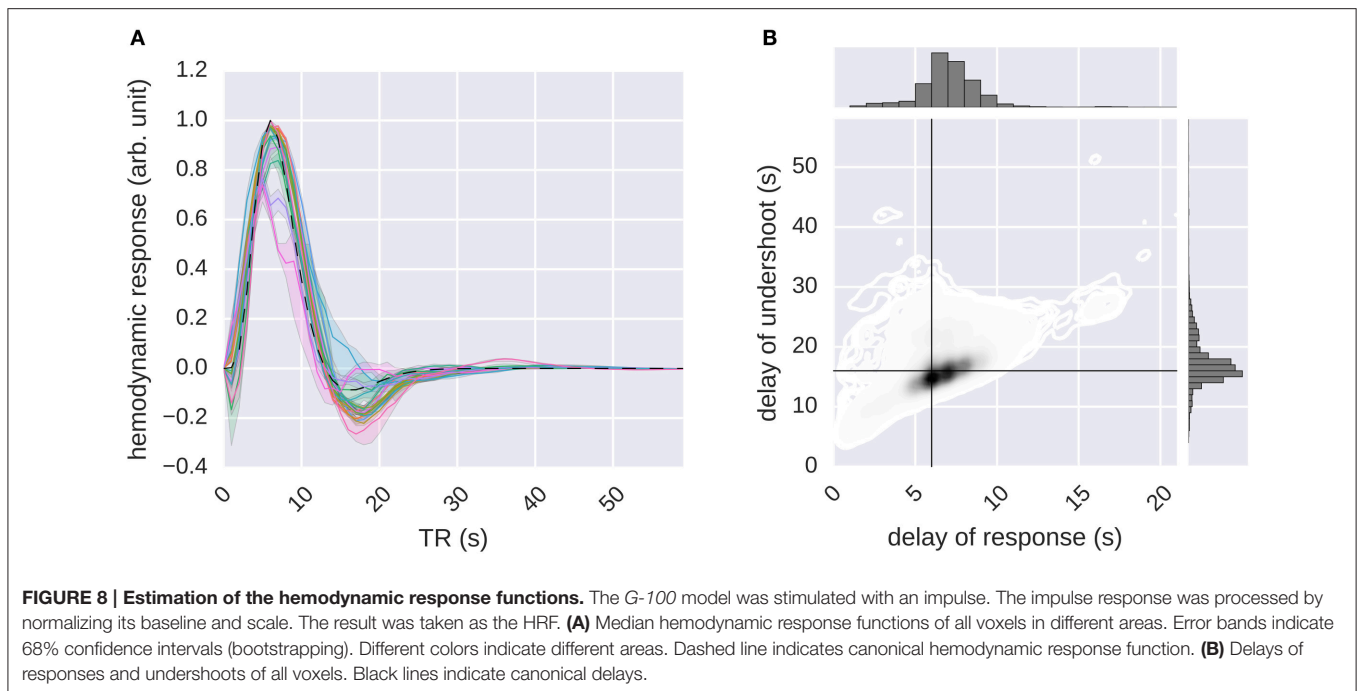 A
B
1.2
1.0
0.8
0.6
0.4
0.2
0.0
−0.2
−0.4
hemodynamic response (arb. unit)
0
10
20
30
40
50
TR (s)
50
40
30
20
10
0
delay of undershoot (s)
0
5
10
15
20
delay of response (s)
FIGURE 8 | Estimation of the hemodynamic response functions. The G-100 model was stimulated with an impulse. The impulse response was processed by
normalizing its baseline and scale. The result was taken as the HRF. (A) Median hemodynamic response functions of all voxels in different areas. Error bands indicate
68% confidence intervals (bootstrapping). Different colors indicate different areas. Dashed line indicates canonical hemodynamic response function. (B) Delays of
responses and undershoots of all voxels. Black lines indicate canonical delays.